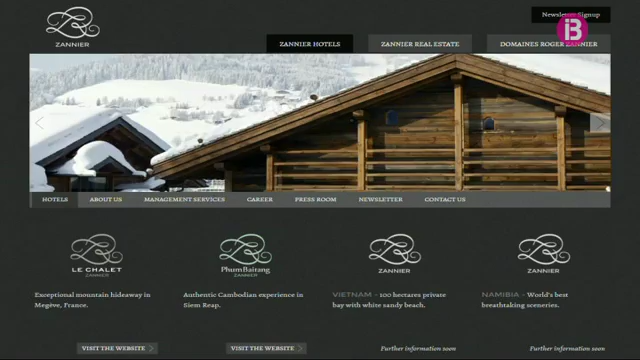 Newsletter Signup
iB
ZANNIER
ZANNIER HOTELS
ZANNIER REAL ESTATE
DOMAINES ROGER ZANNIER
HOTELS
ABOUT US
MANAGEMENT SERVICES
CAREER
PRESS ROOM
NEWSLETTER
CONTACT US
LE CHALET
ZANNIER
Exceptional mountain hideaway in
Megève, France.
VISIT THE WEBSITE
PhumBaitang
ZANNIER
Authentic Cambodian experience in
Siem Reap.
VISIT THE WEBSITE
ZANNIER
VIETNAM - 100 hectares private
bay with white sandy beach.
Further information soon
ZANNIER
NAMIBIA - World's best
breathtaking sceneries.
Further information soon